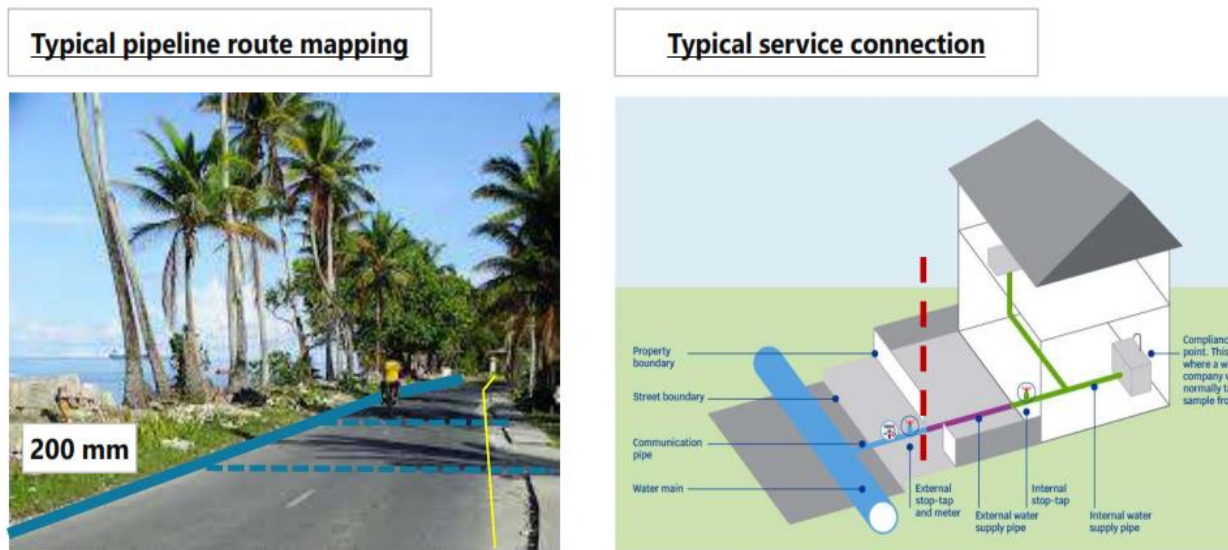 Typical pipeline route mapping
Typical service connection
200 mm
Property
boundary
Street boundary
Communication
pipe
Water main
External
stop-tap
and meter
External water
supply pipe
Internal
stop-tap
Internal water
supply pipe
point. This
where a w
company
normally
sample